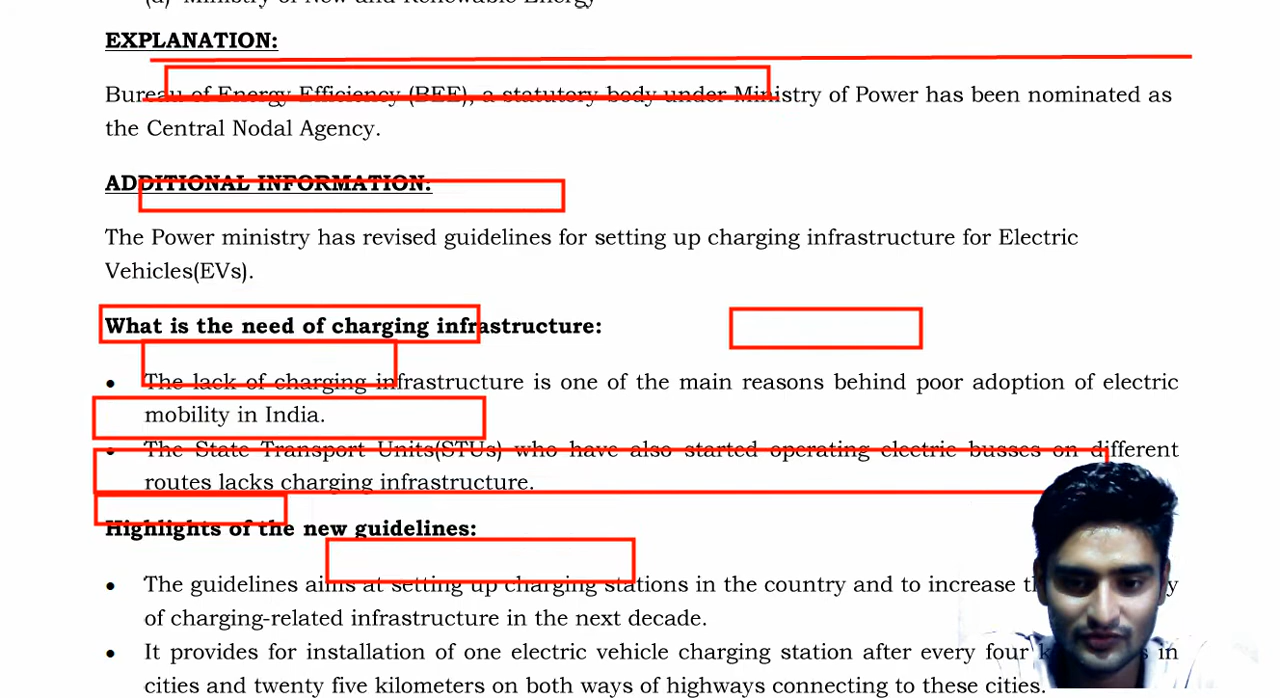 (d) Ministry of New and Renewable Energy
EXPLANATION:
Bureau of Energy Efficiency (BEE), a statutory body under Ministry of Power has been nominated as
the Central Nodal Agency.
ADDITIONAL INFORMATION:
The Power ministry has revised guidelines for setting up charging infrastructure for Electric
Vehicles(EVs).
What is the need of charging infrastructure:
• The lack of charging infrastructure is one of the main reasons behind poor adoption of electric
mobility in India.
• The State Transport Units(STUs) who have also started operating electric busses on different
routes lacks charging infrastructure.
Highlights of the new guidelines:
• The guidelines aims at setting up charging stations in the country and to increase
of charging-related infrastructure in the next decade.
• It provides for installation of one electric vehicle charging station after every four in
cities and twenty five kilometers on both ways of highways connecting to these cities.